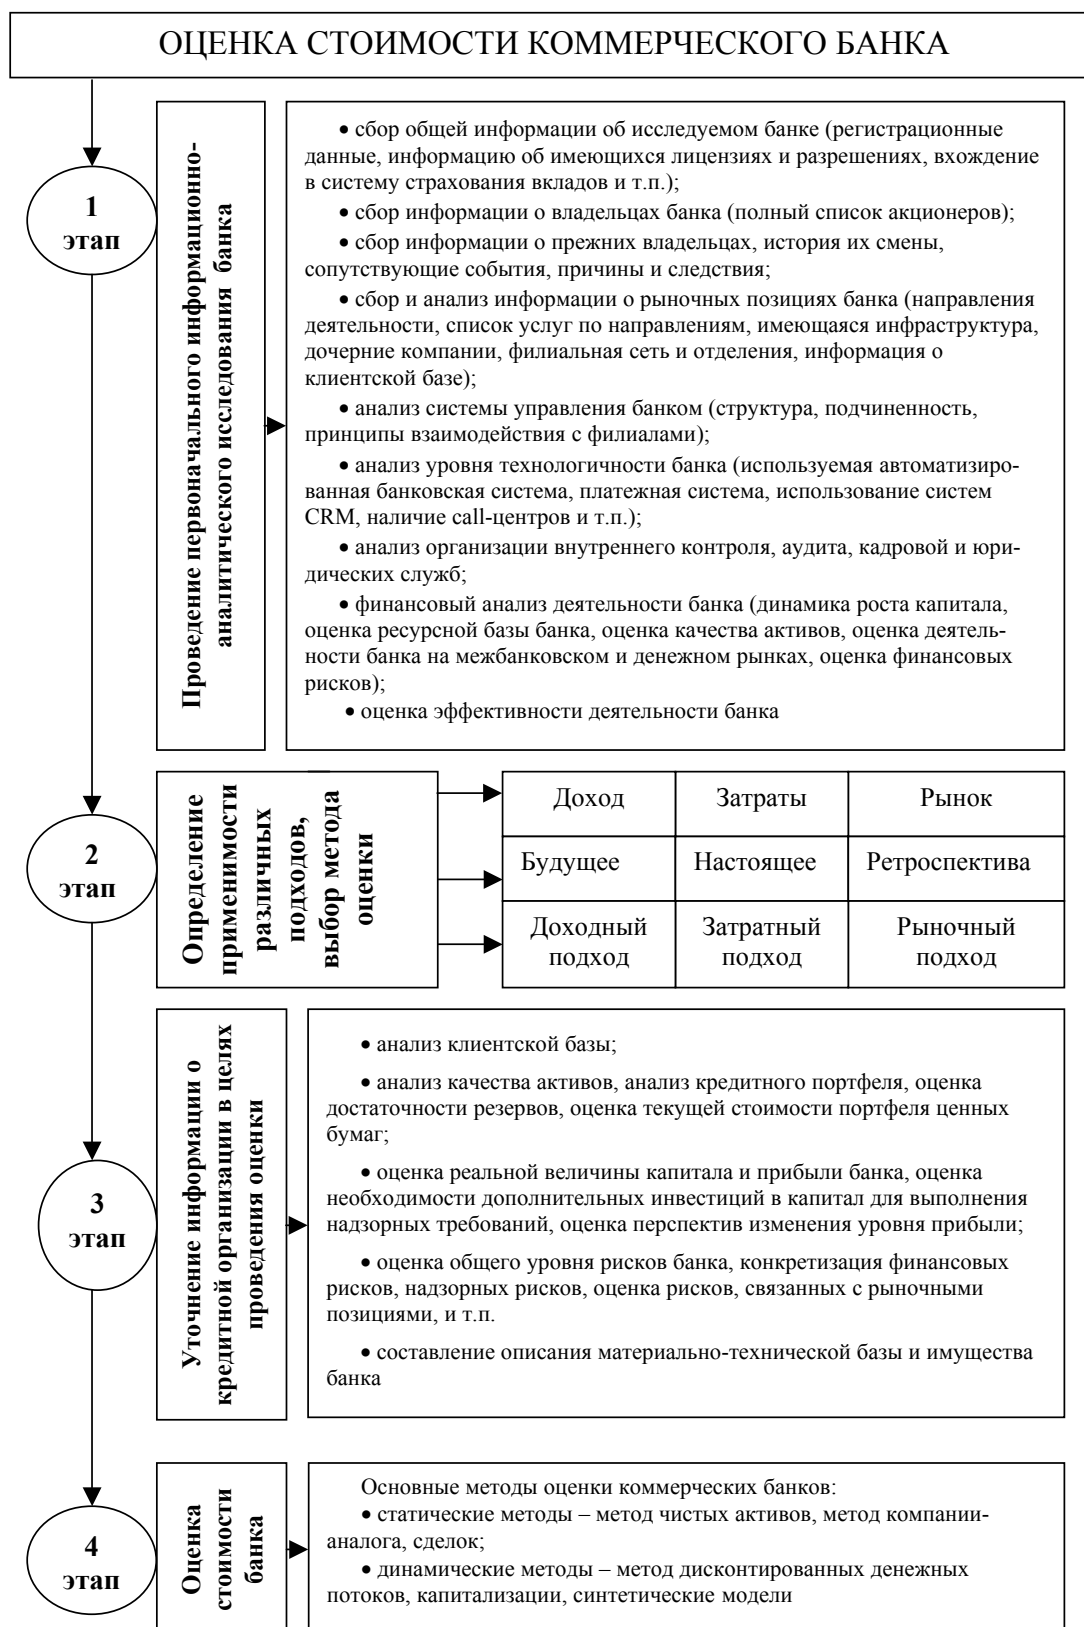 ОЦЕНКА СТОИМОСТИ КОММЕРЧЕСКОГО БАНКА
1
этап
Проведение первоначального информационно-
аналитического исследования банка
• сбор общей информации об исследуемом банке (регистрационные
данные, информацию об имеющихся лицензиях и разрешениях, вхождение
в систему страхования вкладов и т.п.);
• сбор информации о владельцах банка (полный список акционеров);
• сбор информации о прежних владельцах, история их смены,
сопутствующие события, причины и следствия;
• сбор и анализ информации о рыночных позициях банка (направления
деятельности, список услуг по направлениям, имеющаяся инфраструктура,
дочерние компании, филиальная сеть и отделения, информация о
клиентской базе);
• анализ системы управления банком (структура, подчиненность,
принципы взаимодействия с филиалами);
• анализ уровня технологичности банка (используемая автоматизиро-
ванная банковская система, платежная система, использование систем
CRM, наличие call-центров и т.п.);
• анализ организации внутреннего контроля, аудита, кадровой и юри-
дических служб;
• финансовый анализ деятельности банка (динамика роста капитала,
оценка ресурсной базы банка, оценка качества активов, оценка деятель-
ности банка на межбанковском и денежном рынках, оценка финансовых
рисков);
• оценка эффективности деятельности банка
2
этап
Определение
применимости
различных
подходов,
выбор метода
оценки
Доход Затраты Рынок
Будущее Настоящее Ретроспектива
Доходный Затратный Рыночный
подход подход подход
3
этап
Уточнение информации о
кредитной организации в целях
проведения оценки
• анализ клиентской базы;
• анализ качества активов, анализ кредитного портфеля, оценка
достаточности резервов, оценка текущей стоимости портфеля ценных
бумаг;
• оценка реальной величины капитала и прибыли банка, оценка
необходимости дополнительных инвестиций в капитал для выполнения
надзорных требований, оценка перспектив изменения уровня прибыли;
• оценка общего уровня рисков банка, конкретизация финансовых
рисков, надзорных рисков, оценка рисков, связанных с рыночными
позициями, и т.п.
• составление описания материально-технической базы и имущества
банка
4
этап
Оценка
стоимости
банка
Основные методы оценки коммерческих банков:
• статические методы – метод чистых активов, метод компании-
аналога, сделок;
• динамические методы – метод дисконтированных денежных
потоков, капитализации, синтетические модели